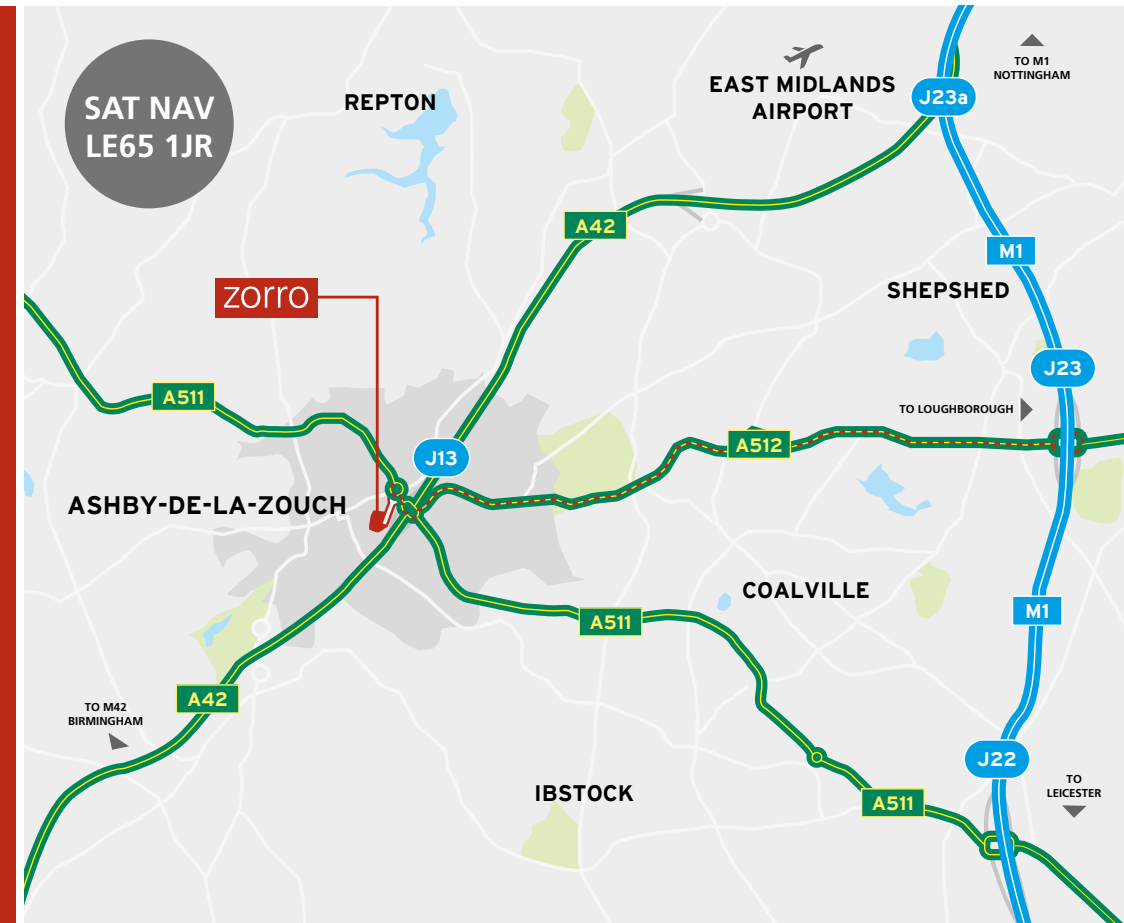 SAT NAV
LE65 1JR
REPTON
EAST MIDLANDS
AIRPORT
J23a
TO M1
NOTTINGHAM
A42
M1
SHEPSHED
zorro
J23
A511
TO LOUGHBOROUGH
A512
J13
ASHBY-DE-LA-ZOUCH
COALVILLE
A511
M1
A42
TO M42
BIRMINGHAM
J22
IBSTOCK
TO
LEICESTER
A511